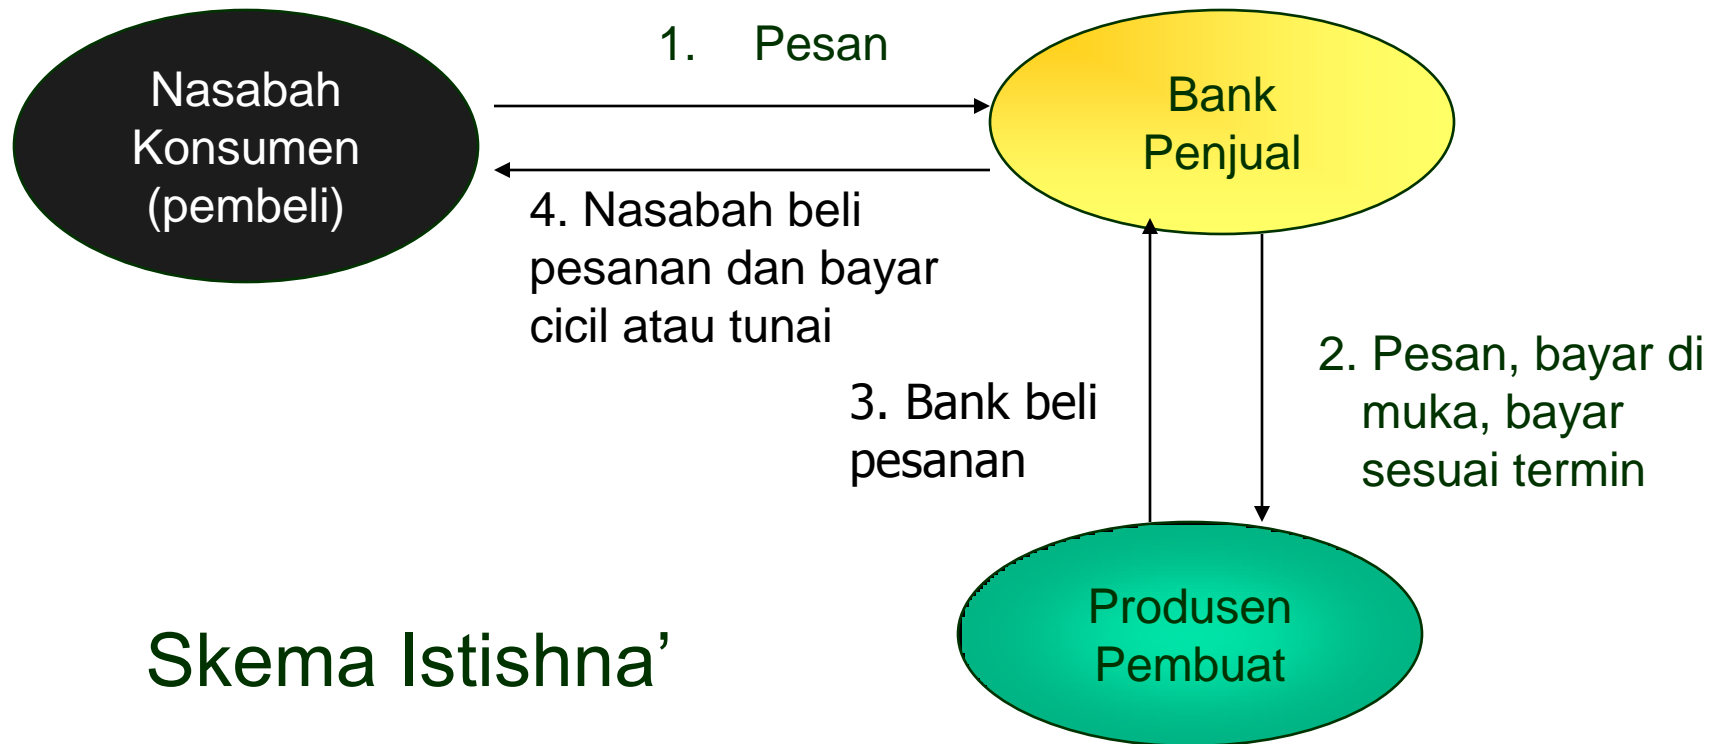 1. Pesan
Nasabah
Konsumen
(pembeli)
Bank
Penjual
4. Nasabah beli
pesanan dan bayar
cicil atau tunai
2. Pesan, bayar di
muka, bayar
sesuai termin
3. Bank beli
pesanan
Produsen
Pembuat
Skema Istishna’